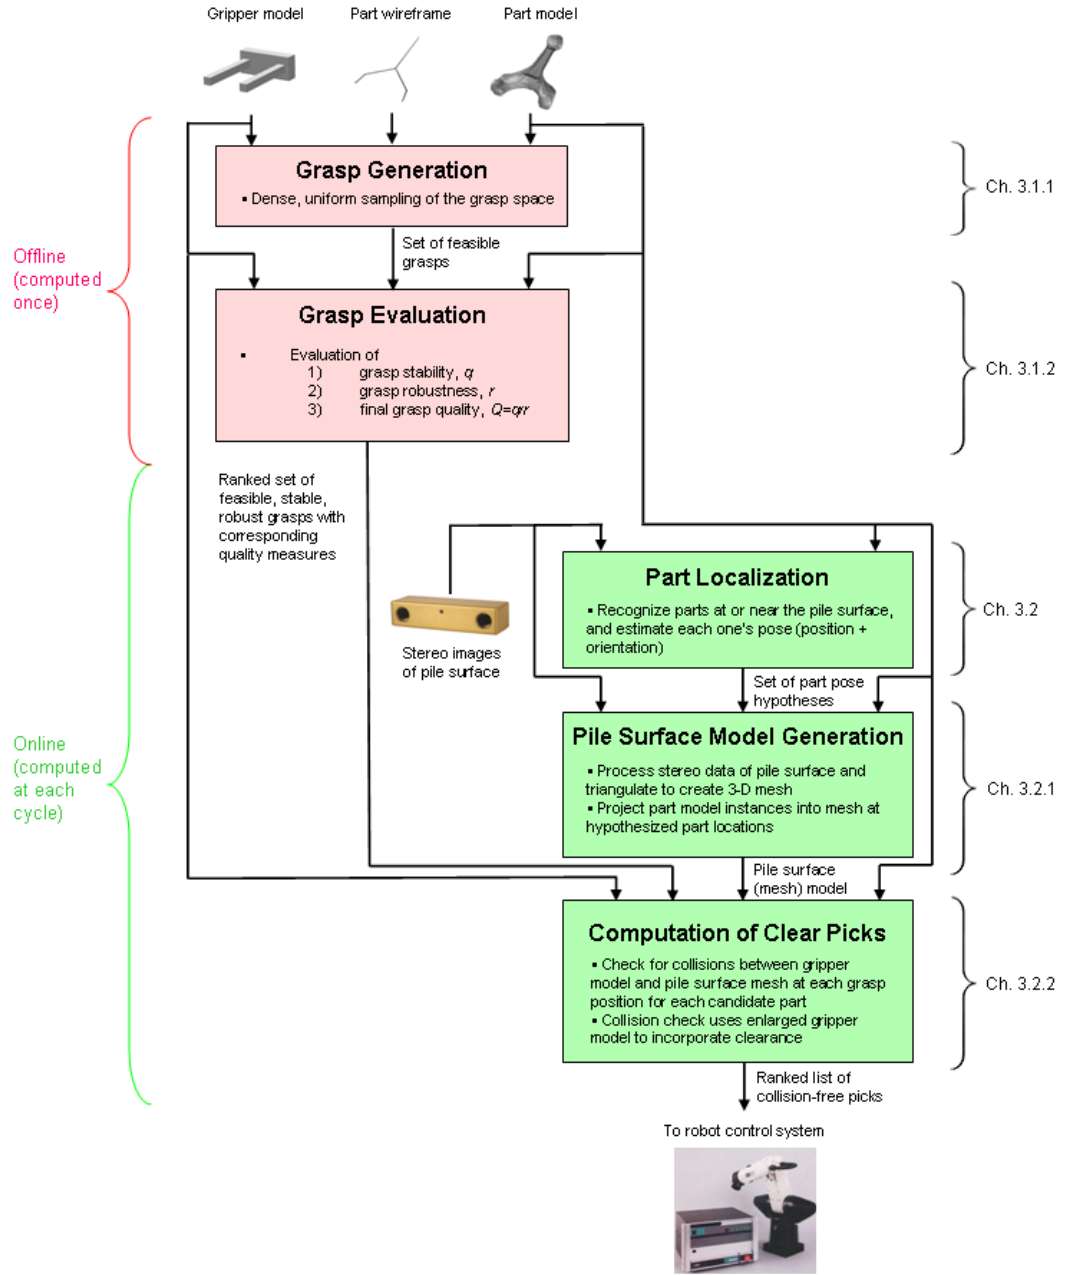 Gripper model
Part wireframe
Part model
Grasp Generation
▪ Dense, uniform sampling of the grasp space
Ch. 3.1.1
Set of feasible
grasps
Offline
(computed
once)
Grasp Evaluation
▪ Evaluation of
1) grasp stability, q
2) grasp robustness, r
3) final grasp quality, Q=qrr
Ch. 3.1.2
Ranked set of
feasible, stable,
robust grasps with
corresponding
quality measures
Part Localization
▪ Recognize parts at or near the pile surface,
and estimate each one's pose (position +
orientation)
Ch. 3.2
Stereo images
of pile surface
Set of part pose
hypotheses
Online
(computed
at each
cycle)
Pile Surface Model Generation
▪ Process stereo data of pile surface and
triangulate to create 3-D mesh
▪ Project part model instances into mesh at
hypothesized part locations
Ch. 3.2.1
Pile surface
(mesh) model
Computation of Clear Picks
▪ Check for collisions between gripper
model and pile surface mesh at each grasp
position for each candidate part
▪ Collision check uses enlarged gripper
model to incorporate clearance
Ch. 3.2.2
Ranked list of
collision-free picks
To robot control system